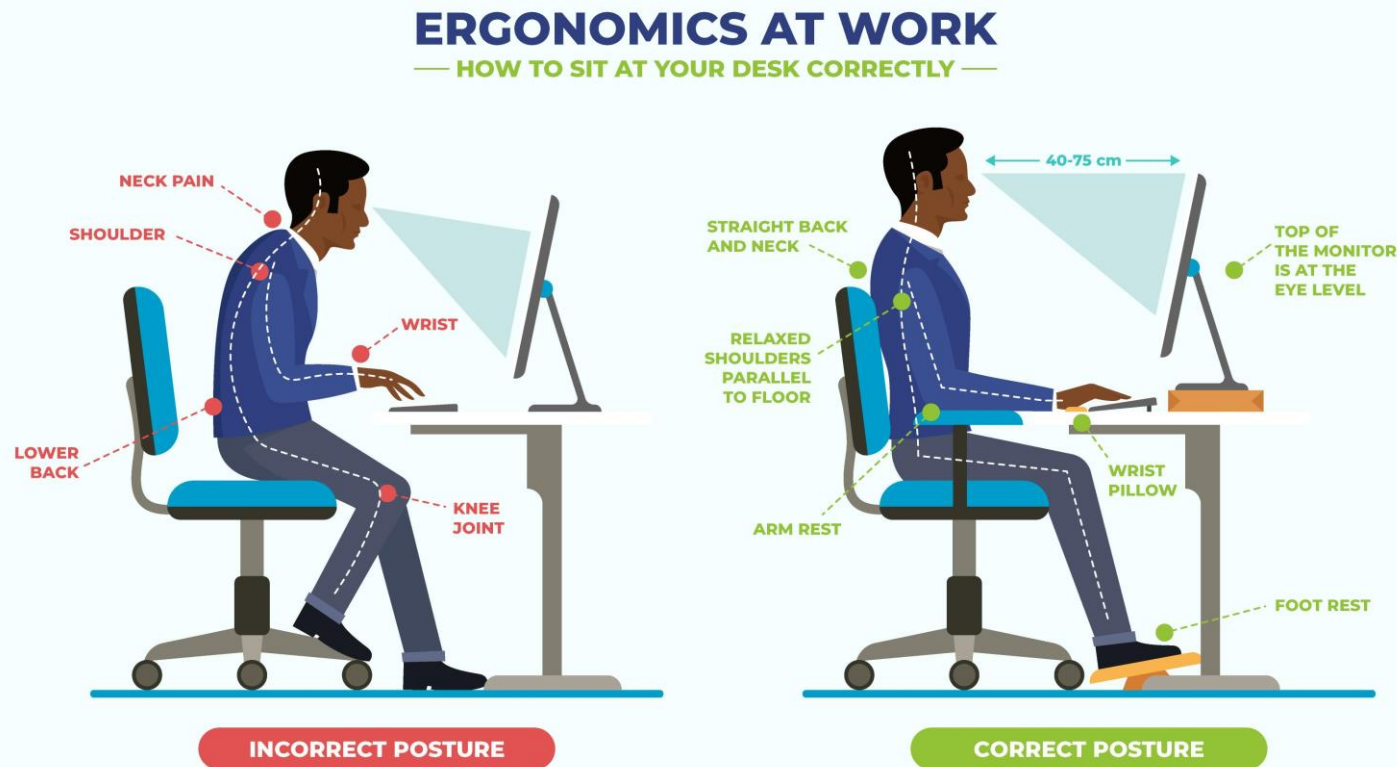 ERGONOMICS AT WORK
HOW TO SIT AT YOUR DESK CORRECTLY
NECK PAIN
SHOULDER
WRIST
LOWER
BACK
KNEE
JOINT
INCORRECT POSTURE
40-75 cm
STRAIGHT BACK
AND NECK
TOP OF
THE MONITOR
IS AT THE
EYE LEVEL
RELAXED
SHOULDERS
PARALLEL
TO FLOOR
WRIST
PILLOW
ARM REST
FOOT REST
CORRECT POSTURE